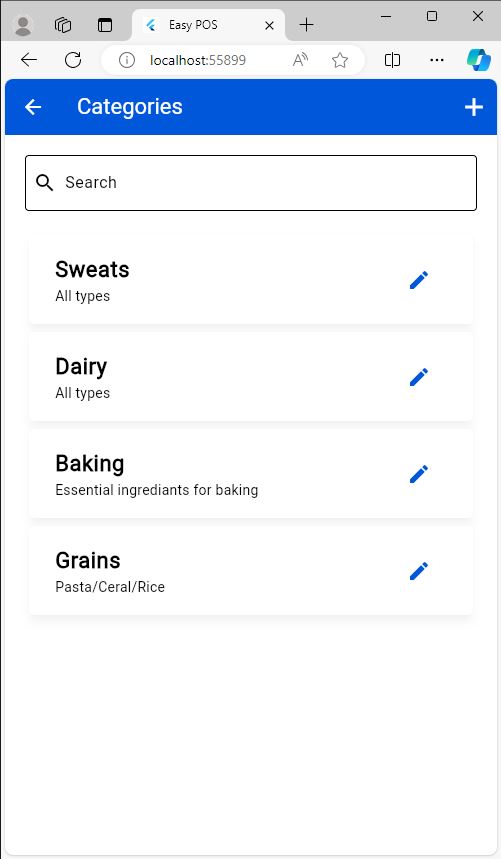 Easy POS
localhost:55899
Categories
Search
Sweats
All types
Dairy
All types
Baking
Essential ingrediants for baking
Grains
Pasta/Ceral/Rice